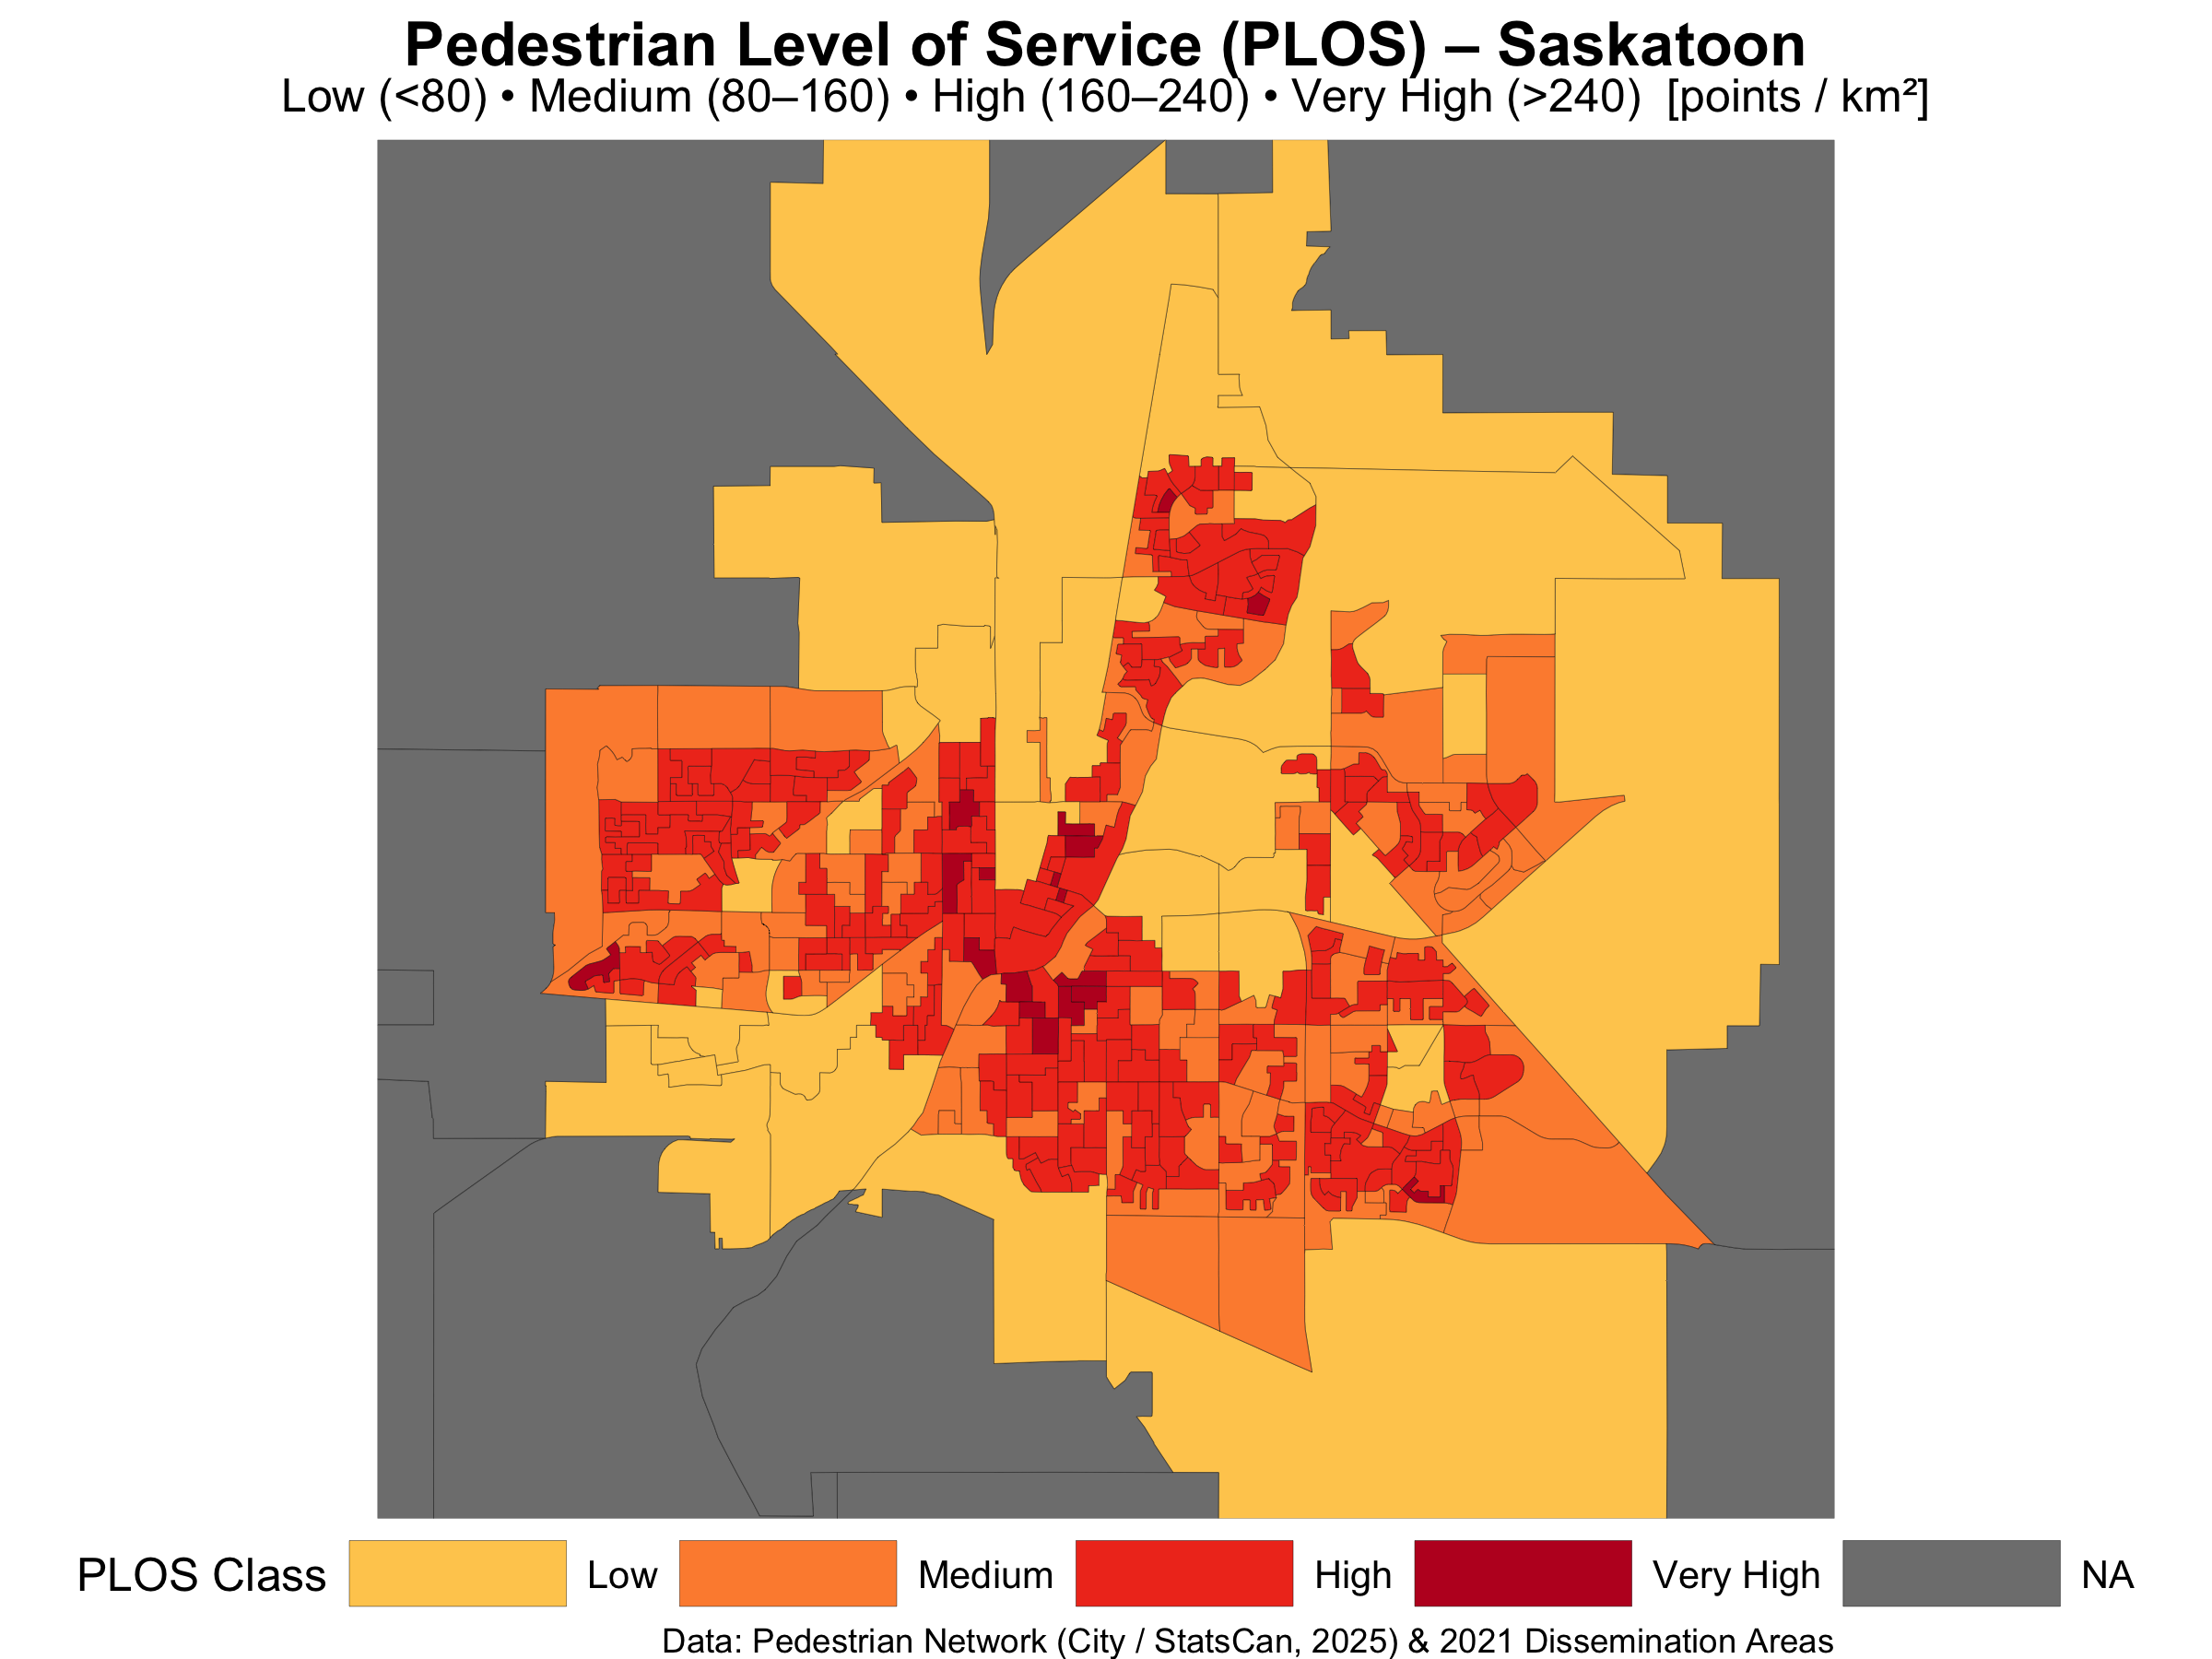 Pedestrian Level of Service (PLOS) – Saskatoon
Low (<80) • Medium (80–160) • High (160–240) • Very High (>240) [points / km²]
PLOS Class Low Medium High Very High NA
Data: Pedestrian Network (City / StatsCan, 2025) & 2021 Dissemination Areas